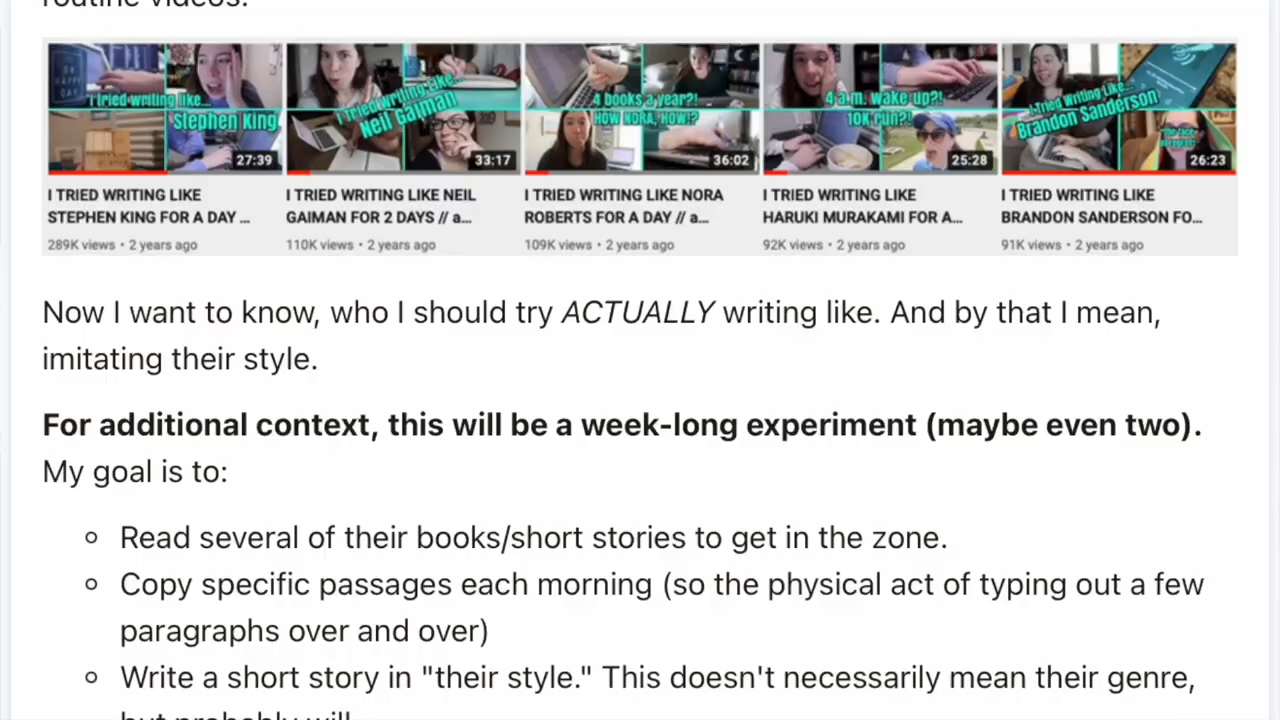 routine videos.
I tried writing like...
Stephen King
27:39
I Tried Writing Like...
Neil Gaiman
33:17
4 books a year?!
HOW NORA, HOW!?
36:02
4 a.m. wake up?!
10K run?!
25:28
I Tried Writing Like...
Brandon Sanderson
26:23
I TRIED WRITING LIKE
STEPHEN KING FOR A DAY ...
289K views • 2 years ago
I TRIED WRITING LIKE NEIL
GAIMAN FOR 2 DAYS // a...
110K views • 2 years ago
I TRIED WRITING LIKE NORA
ROBERTS FOR A DAY // a...
109K views • 2 years ago
I TRIED WRITING LIKE
HARUKI MURAKAMI FOR A...
92K views • 2 years ago
I TRIED WRITING LIKE
BRANDON SANDERSON FO...
91K views • 2 years ago
Now I want to know, who I should try ACTUALLY writing like. And by that I mean,
imitating their style.
For additional context, this will be a week-long experiment (maybe even two).
My goal is to:
Read several of their books/short stories to get in the zone.
Copy specific passages each morning (so the physical act of typing out a few
paragraphs over and over)
Write a short story in "their style." This doesn't necessarily mean their genre,
but probably will